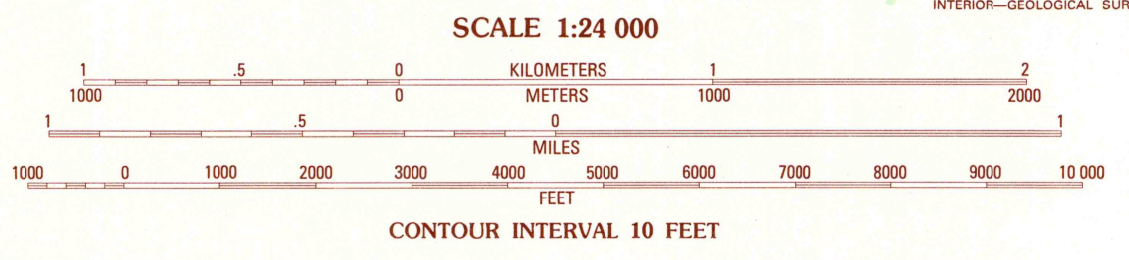 INTERIOR—GEOLOGICAL
SCALE 1:24 000
1 .5 0 KILOMETERS 1 2
1000 0 METERS 1000 2000
1 .5 0 1
MILES
1000 0 1000 2000 3000 4000 5000 6000 7000 8000 9000 10 000
FEET
CONTOUR INTERVAL 10 FEET